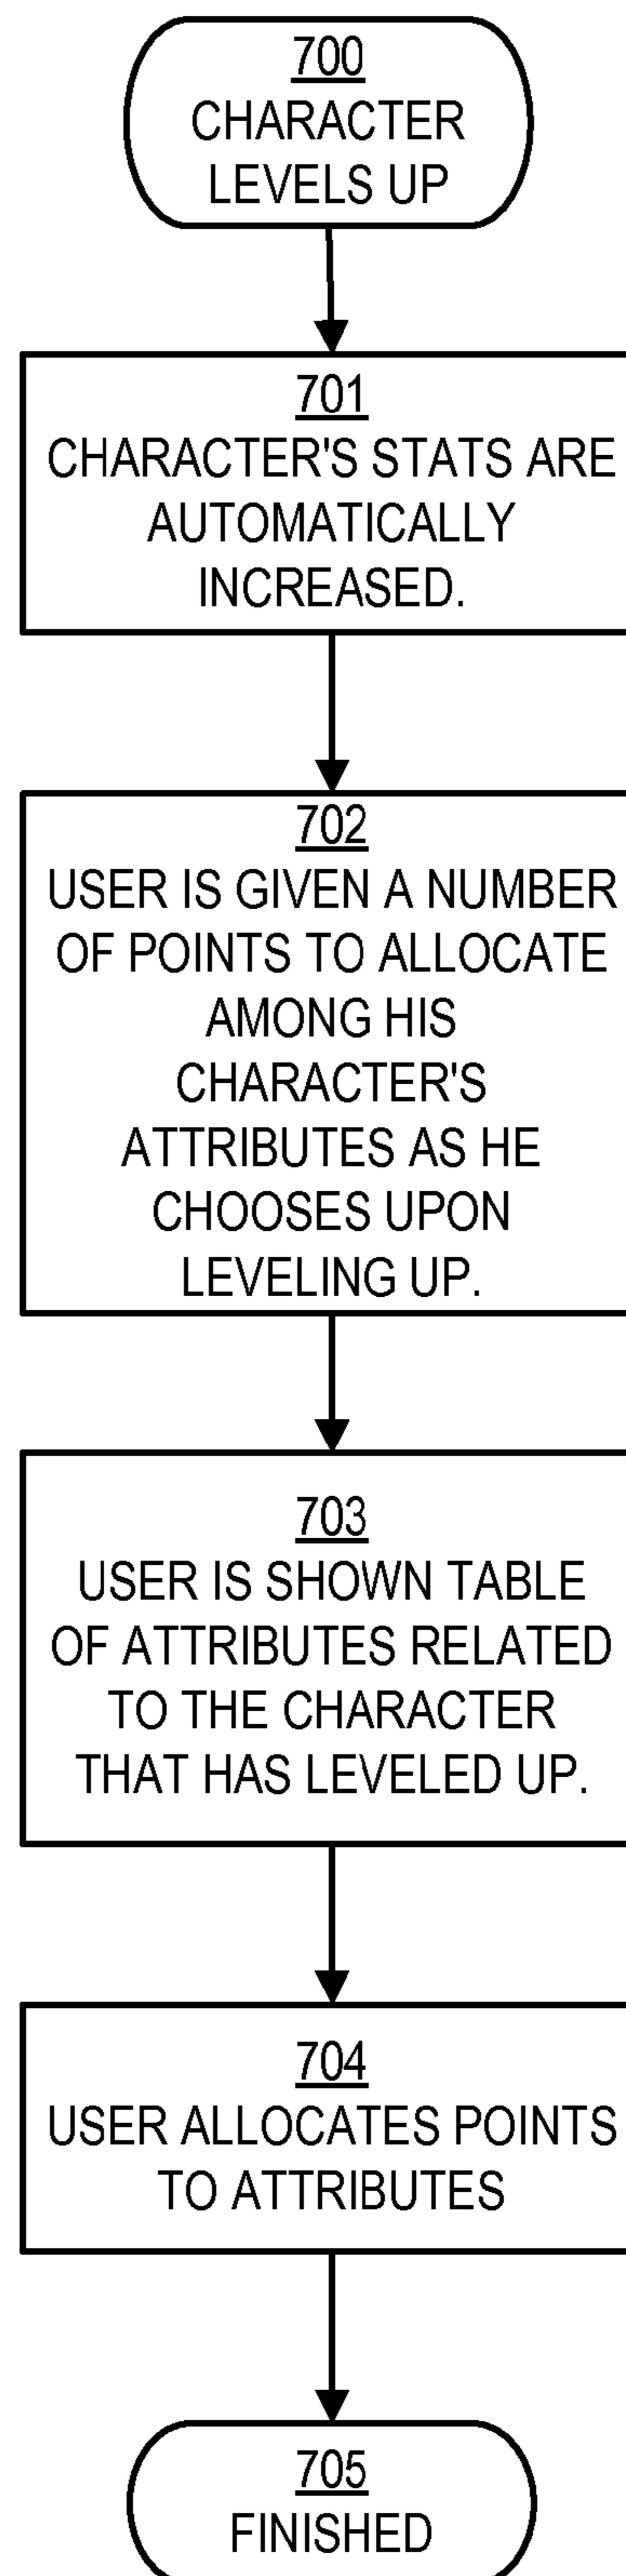 700
CHARACTER
LEVELS UP
701
CHARACTER'S STATS ARE
AUTOMATICALLY
INCREASED.
702
USER IS GIVEN A NUMBER
OF POINTS TO ALLOCATE
AMONG HIS
CHARACTER'S
ATTRIBUTES AS HE
CHOOSES UPON
LEVELING UP.
703
USER IS SHOWN TABLE
OF ATTRIBUTES RELATED
TO THE CHARACTER
THAT HAS LEVELED UP.
704
USER ALLOCATES POINTS
TO ATTRIBUTES
705
FINISHED